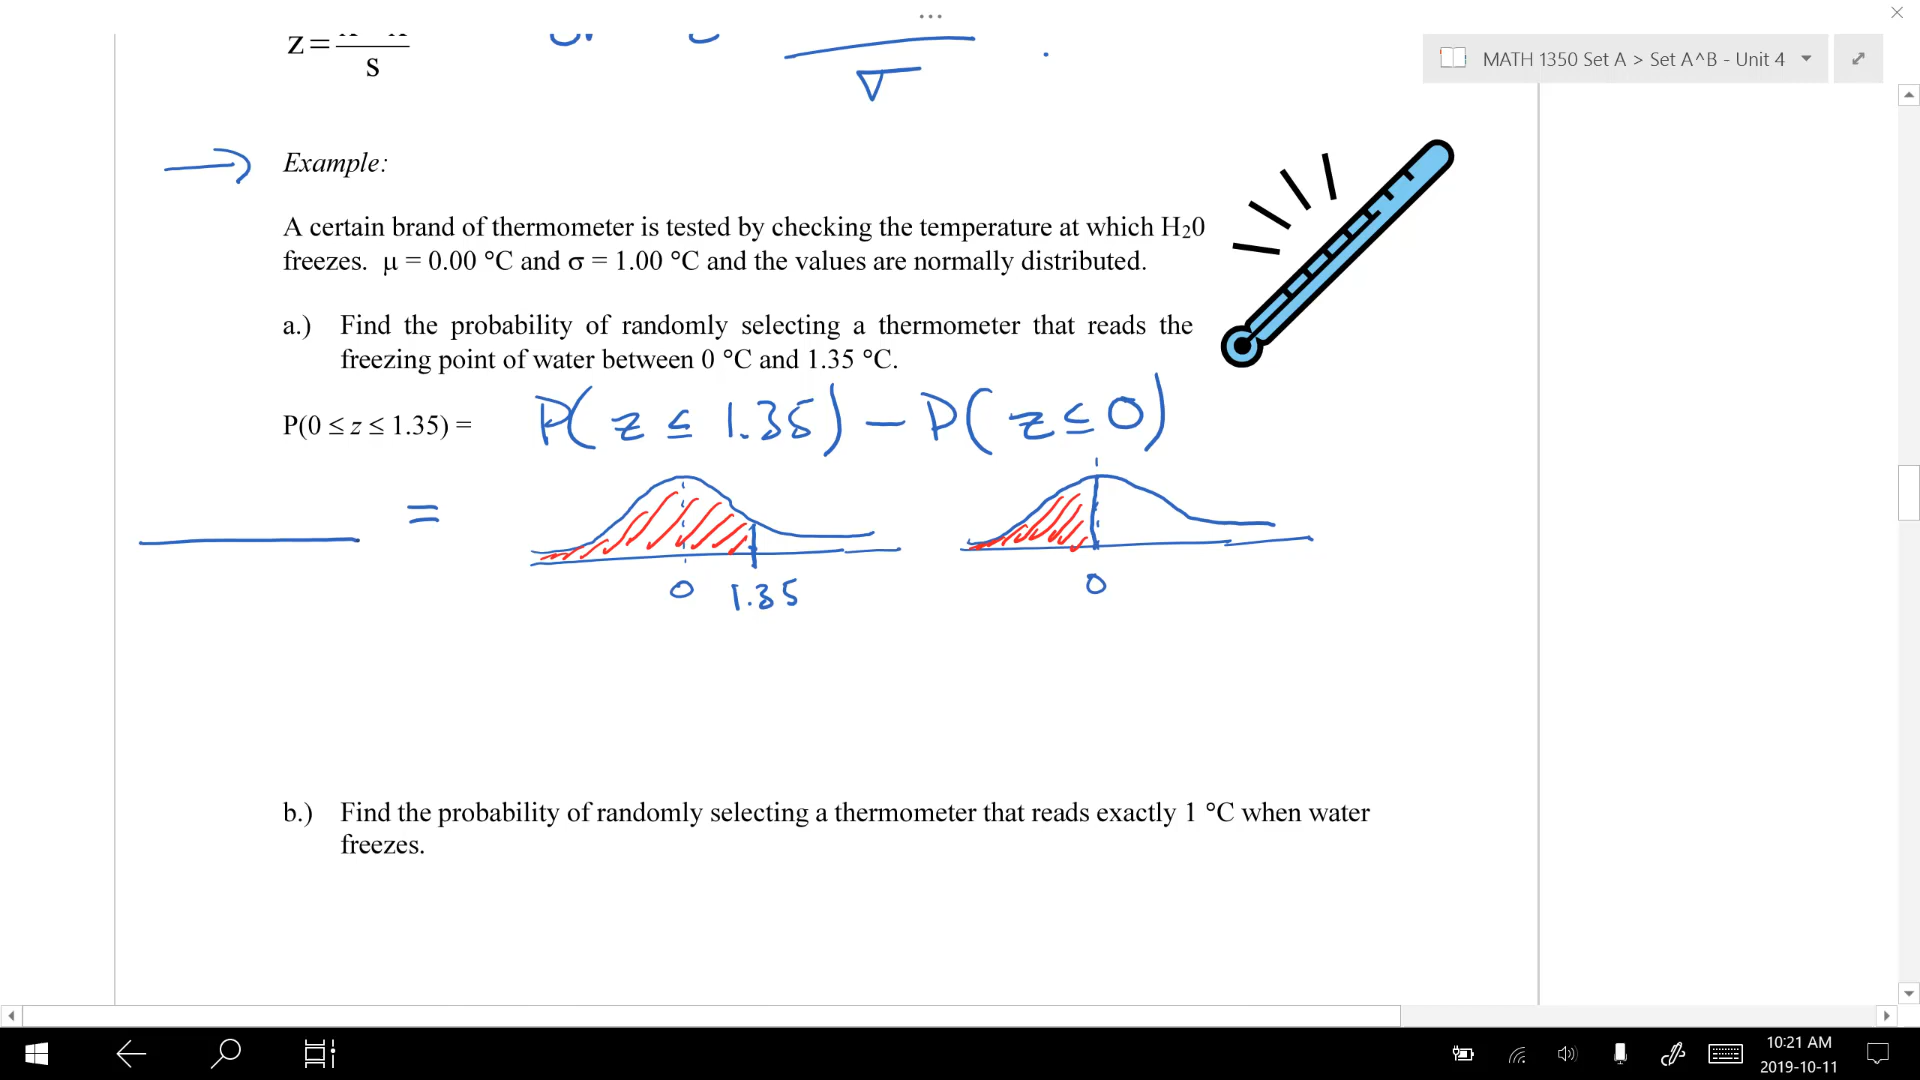 z=
s
MATH 1350 Set A > Set A^B - Unit 4
Example:
A certain brand of thermometer is tested by checking the temperature at which H₂0
freezes. μ = 0.00 °C and σ = 1.00 °C and the values are normally distributed.
a.) Find the probability of randomly selecting a thermometer that reads the
freezing point of water between 0 °C and 1.35 °C.
P(0 ≤ z ≤ 1.35) = P( z ≤ 1.35) - P( z ≤ 0)
=
0 1.35 0
b.) Find the probability of randomly selecting a thermometer that reads exactly 1 °C when water
freezes.
10:21 AM
2019-10-11